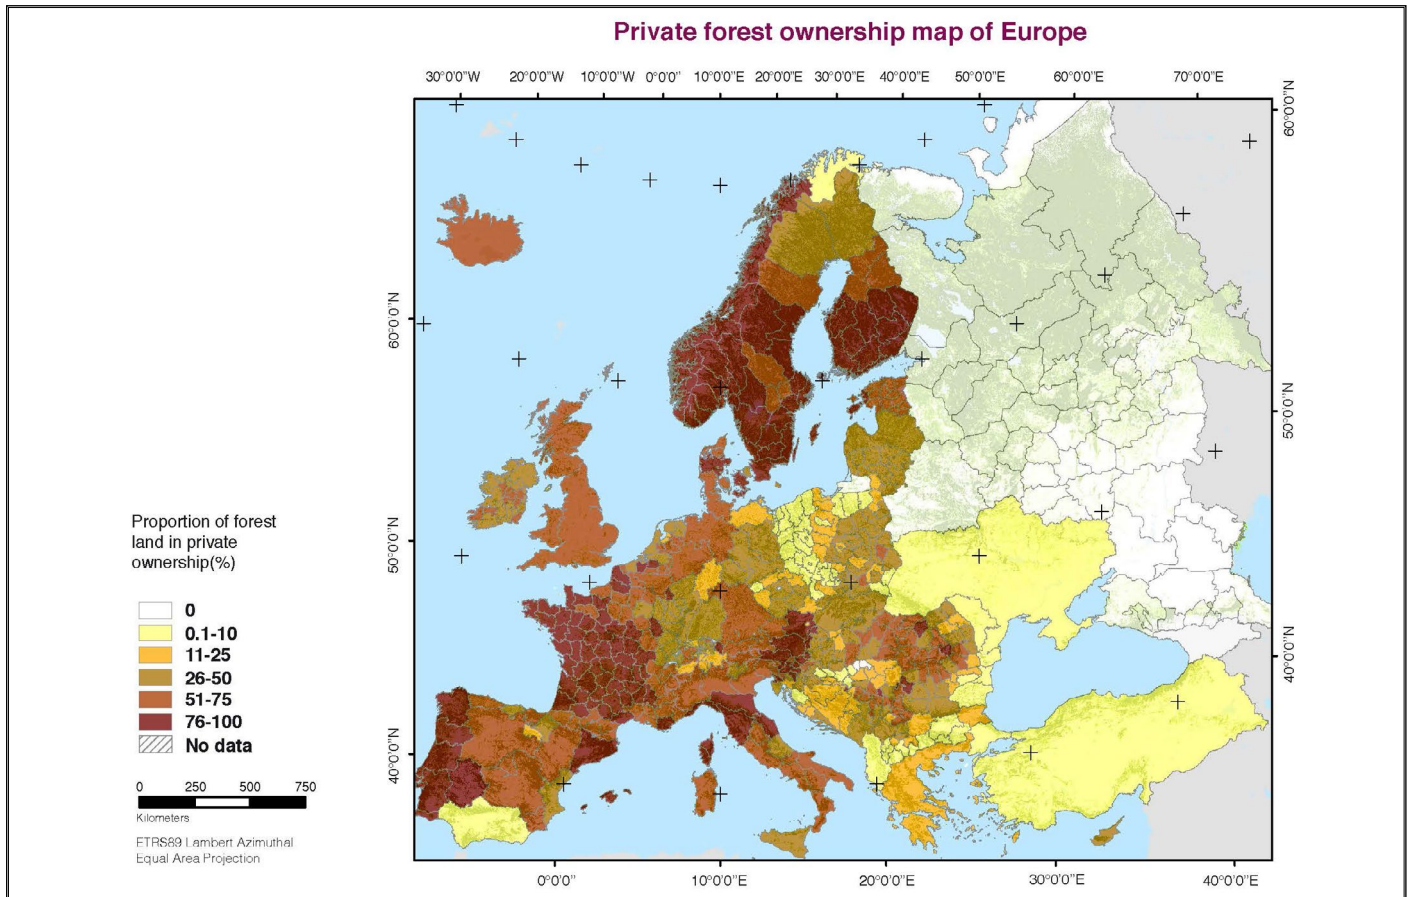 Private forest ownership map of Europe
30°0'0"W 20°0'0"W 10°0'0"W 0°0'0" 10°0'0"E 20°0'0"E 30°0'0"E 40°0'0"E 50°0'0"E 60°0'0"E 70°0'0"E
60°0'0"N
60°0'0"N
50°0'0"N
Proportion of forest
land in private
ownership(%)
50°0'0"N
0
0.1-10
11-25
26-50
51-75
76-100
No data
40°0'0"N
40°0'0"N
0 250 500 750
Kilometers
ETRS89 Lambert Azimuthal
Equal Area Projection
0°0'0" 10°0'0"E 20°0'0"E 30°0'0"E 40°0'0"E